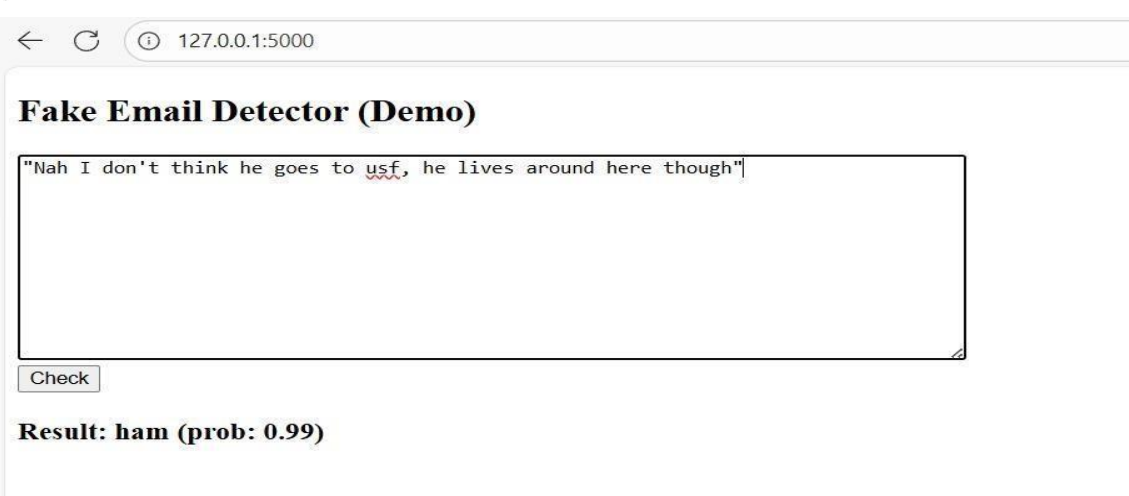 127.0.0.1:5000
Fake Email Detector (Demo)
"Nah I don't think he goes to usf, he lives around here though"
Check
Result: ham (prob: 0.99)